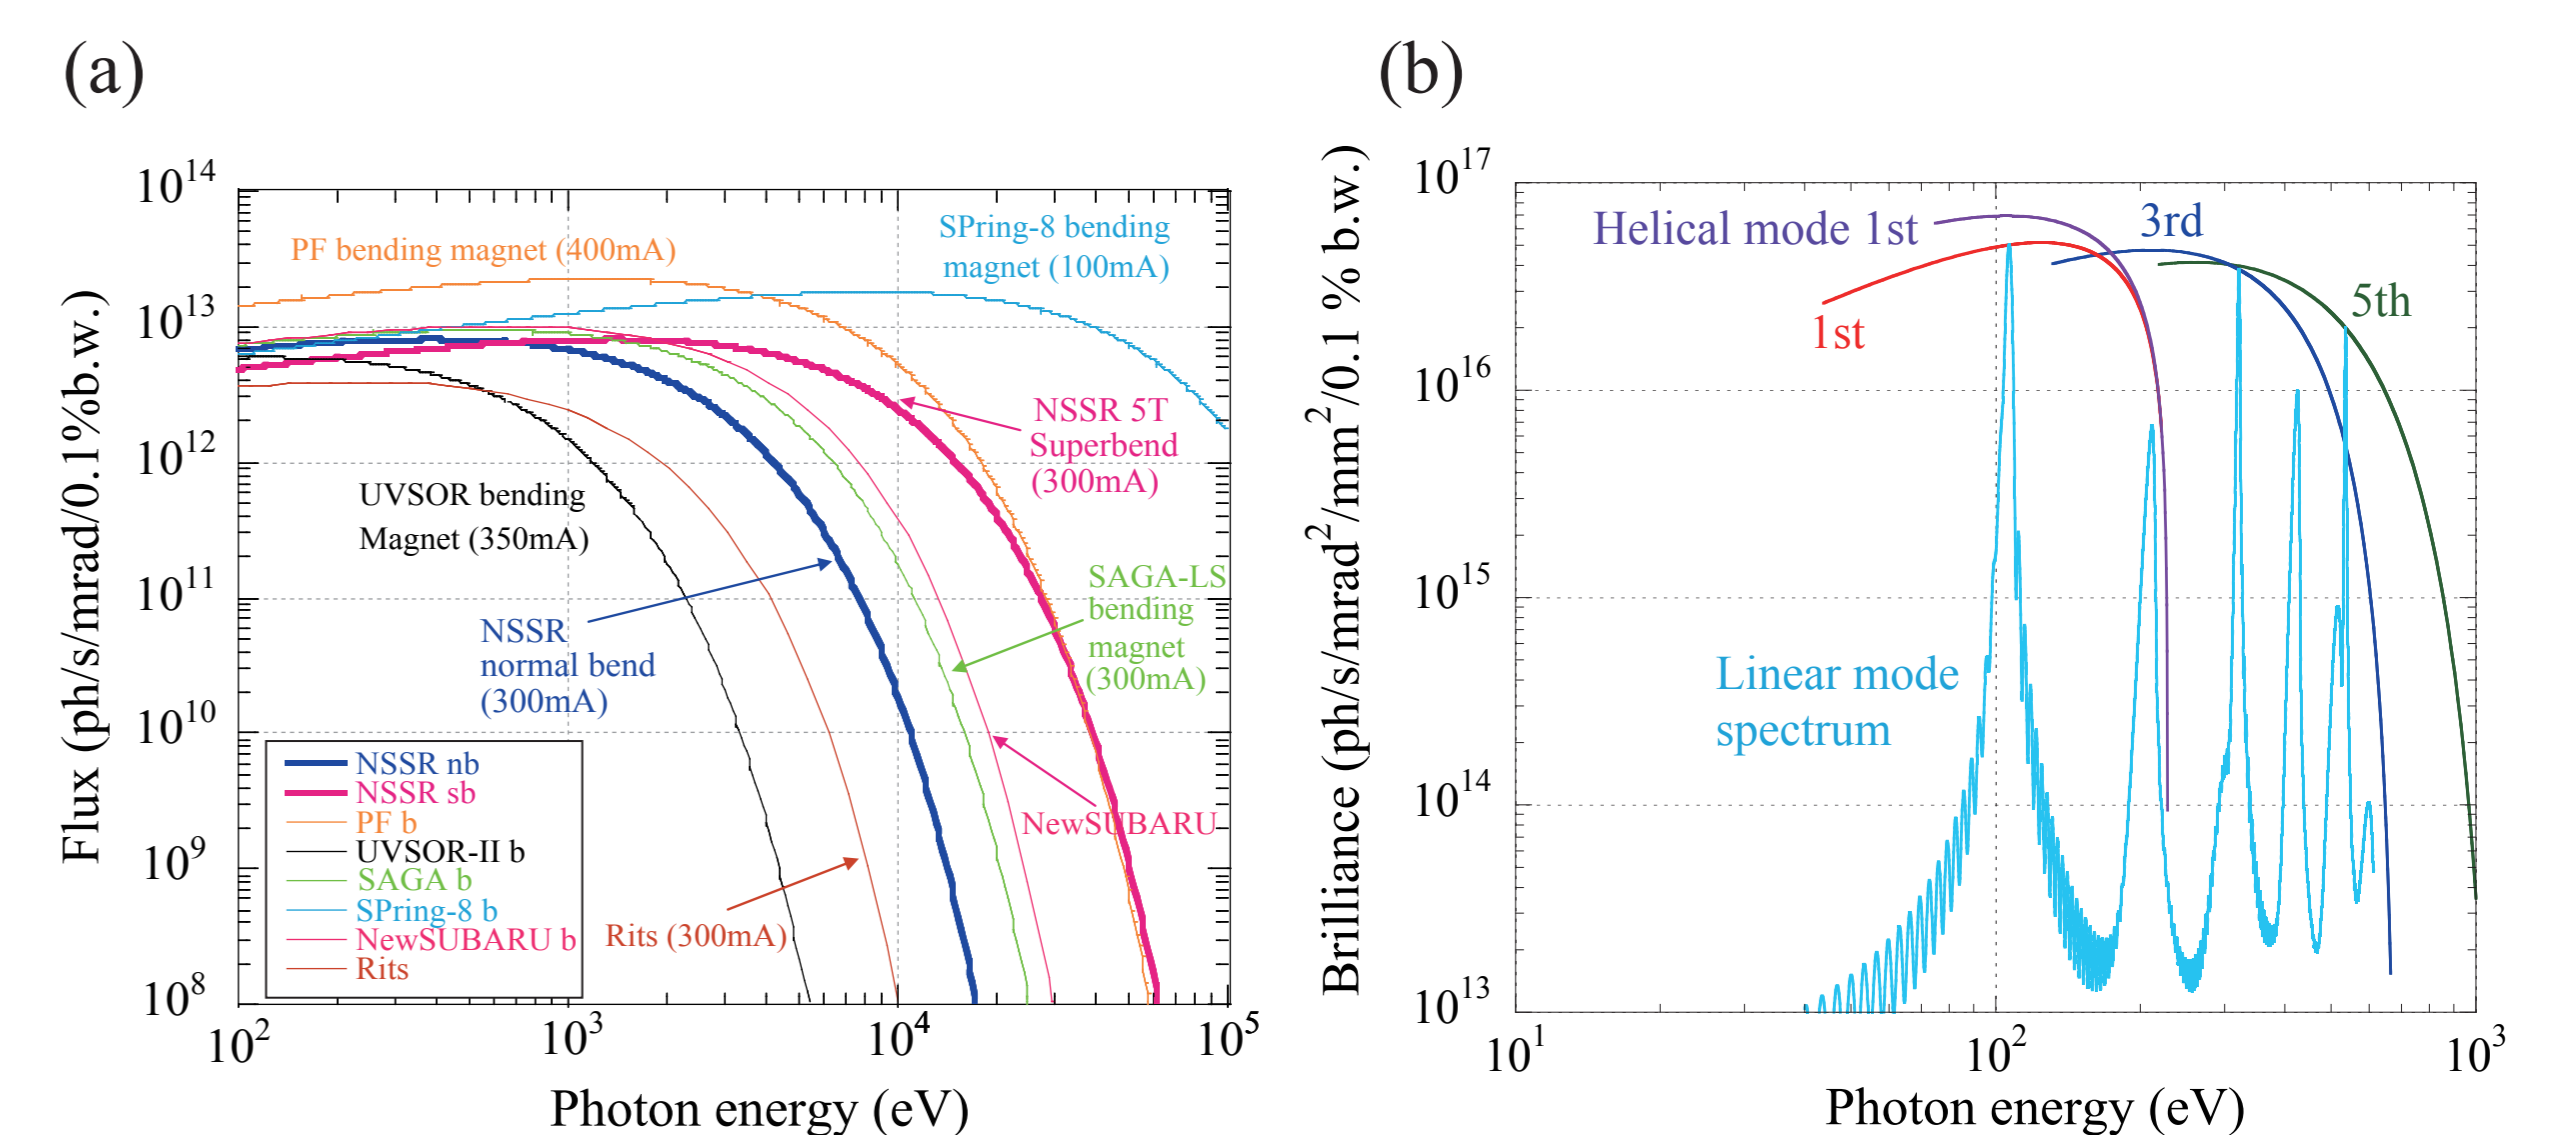 (a)
Flux (ph/s/mrad/0.1%b.w.)
10^14
10^13
10^12
10^11
10^10
10^9
10^8
PF bending magnet (400mA)
SPring-8 bending
magnet (100mA)
NSSR 5T
Superbend
(300mA)
UVSOR bending
Magnet (350mA)
SAGA-LS
bending
magnet
(300mA)
NSSR
normal bend
(300mA)
NewSUBARU
Rits (300mA)
NSSR nb
NSSR sb
PF b
UVSOR-II b
SAGA b
SPring-8 b
NewSUBARU b
Rits
10^2
10^3
10^4
10^5
Photon energy (eV)
(b)
Brilliance (ph/s/mrad^2/mm^2/0.1 % b.w.)
10^17
10^16
10^15
10^14
10^13
Helical mode 1st
3rd
1st
5th
Linear mode
spectrum
10^1
10^2
10^3
Photon energy (eV)